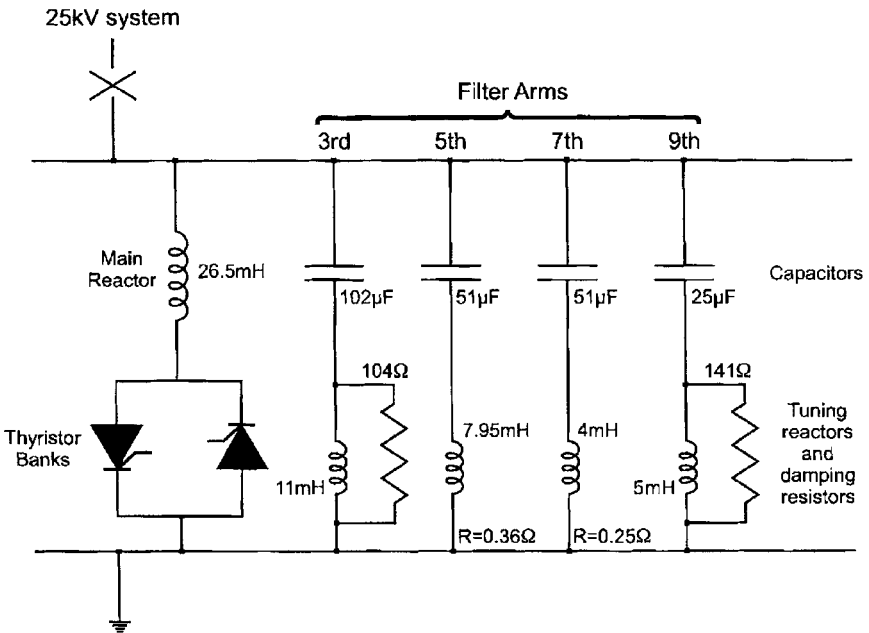 25kV system
Filter Arms
3rd 5th 7th 9th
Main
Reactor
26.5mH
Capacitors
102µF 51µF 51µF 25µF
104Ω 141Ω
Thyristor
Banks
7.95mH 4mH
11mH 5mH
Tuning
reactors
and
damping
resistors
R=0.36Ω R=0.25Ω